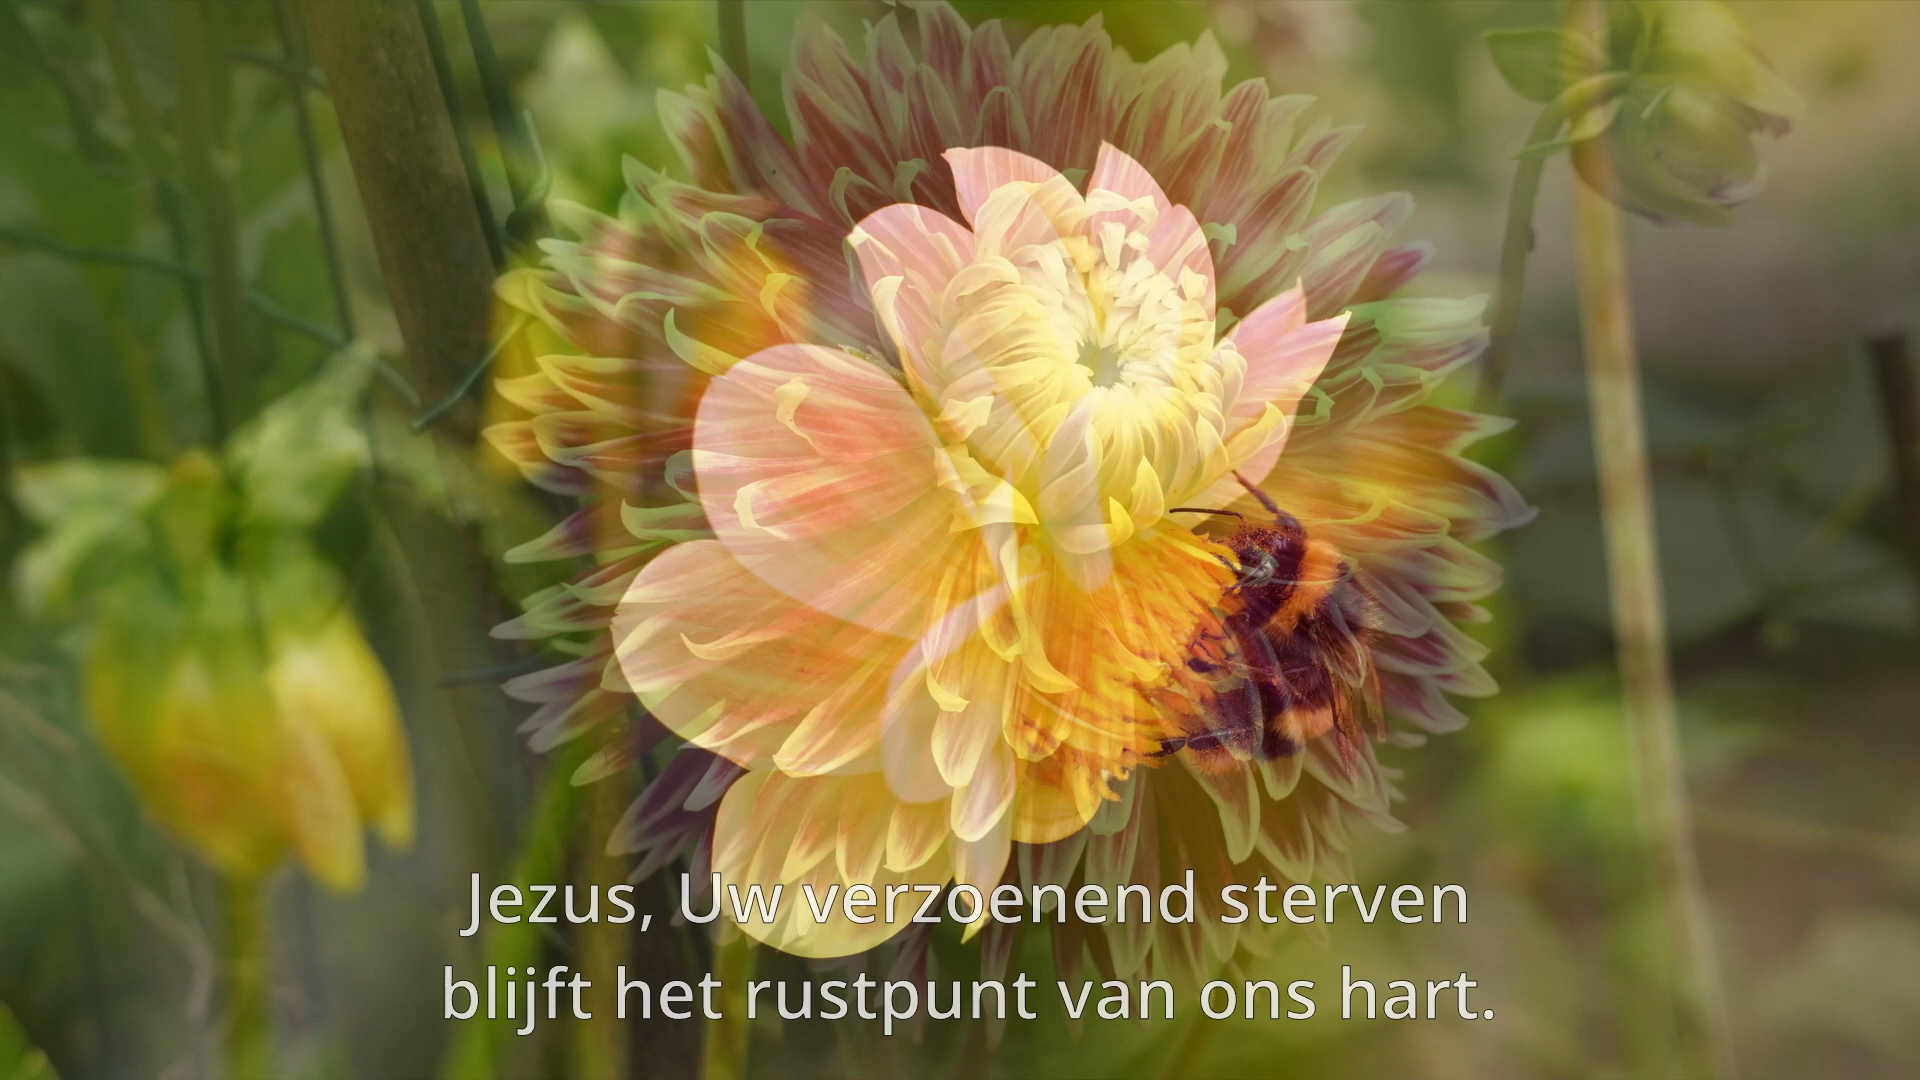 Jezus, Uw verzoenend sterven
blijft het rustpunt van ons hart.